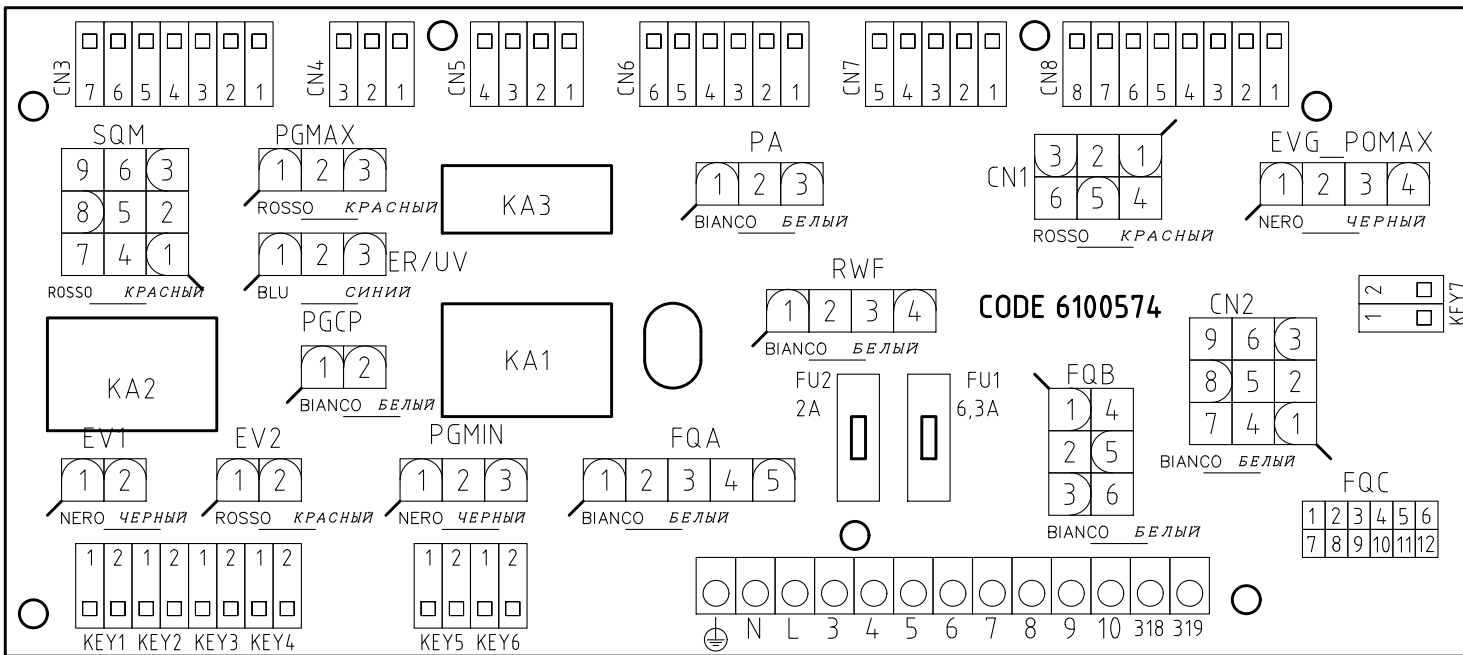 CN3 7 6 5 4 3 2 1
CN4 3 2 1
CN5 4 3 2 1
CN6 6 5 4 3 2 1
CN7 5 4 3 2 1
CN8 8 7 6 5 4 3 2 1
SQM
9 6 3
8 5 2
7 4 1
ROSSO КРАСНЫЙ
PGMAX
1 2 3
ROSSO КРАСНЫЙ
1 2 3 ER/UV
BLU СИНИЙ
PGCP
1 2
BIANCO БЕЛЫЙ
KA3
KA1
KA2
PA
1 2 3
BIANCO БЕЛЫЙ
CN1
3 2 1
6 5 4
ROSSO КРАСНЫЙ
EVG_POMAX
1 2 3 4
NERO ЧЕРНЫЙ
RWF
1 2 3 4
BIANCO БЕЛЫЙ
CODE 6100574
KEY7
2
1
CN2
9 6 3
8 5 2
7 4 1
BIANCO БЕЛЫЙ
FU2
2A
FU1
6,3A
FQB
1 4
2 5
3 6
BIANCO БЕЛЫЙ
EV1
1 2
NERO ЧЕРНЫЙ
EV2
1 2
ROSSO КРАСНЫЙ
PGMIN
1 2 3
NERO ЧЕРНЫЙ
FQA
1 2 3 4 5
BIANCO БЕЛЫЙ
FQC
1 2 3 4 5 6
7 8 9 10 11 12
1 2 1 2 1 2 1 2
KEY1 KEY2 KEY3 KEY4
1 2 1 2
KEY5 KEY6
N L 3 4 5 6 7 8 9 10 318 319